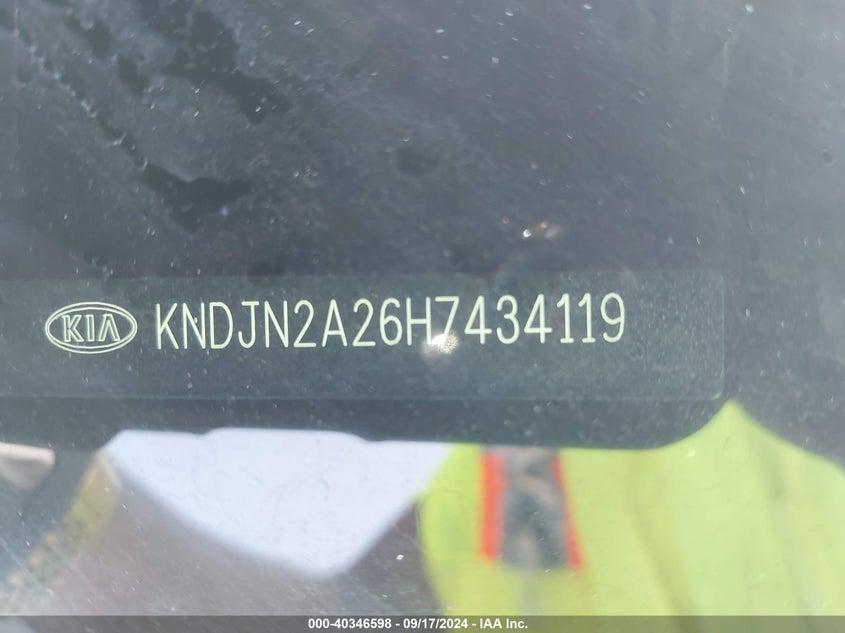 KIA KNDJN2A26H7434119
000-40346598 - 09/17/2024 - IAA Inc.